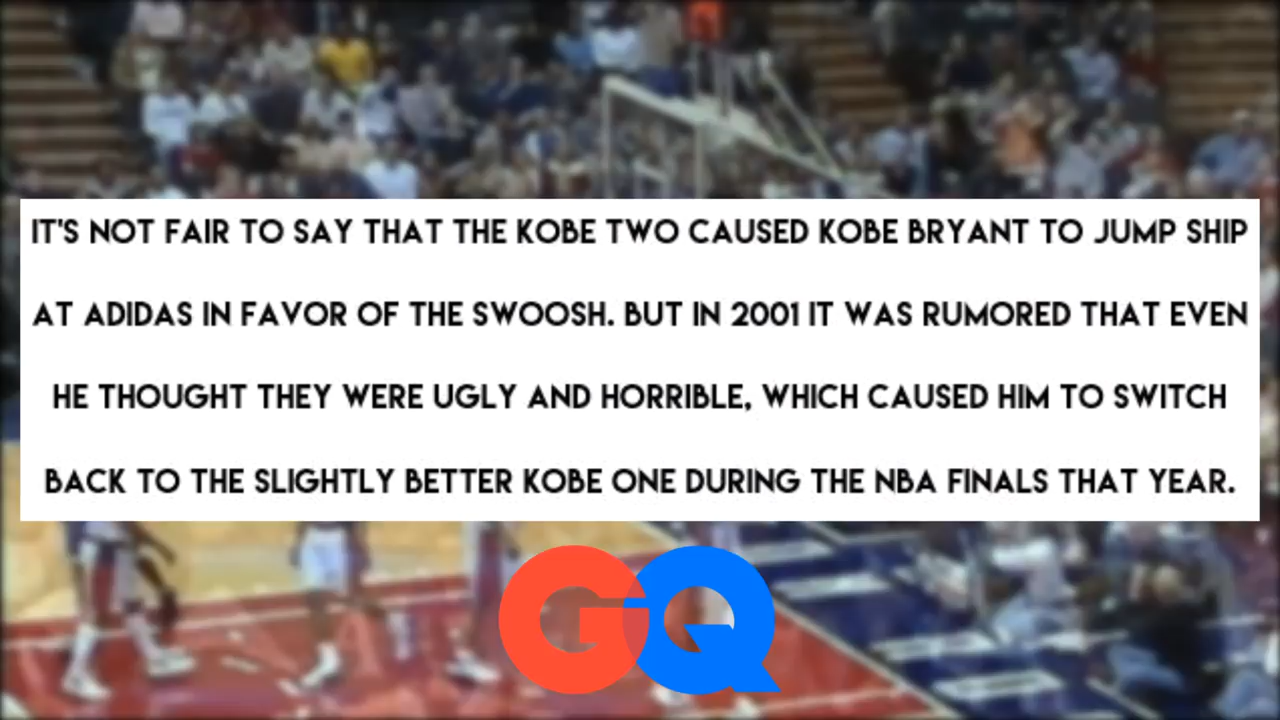 IT'S NOT FAIR TO SAY THAT THE KOBE TWO CAUSED KOBE BRYANT TO JUMP SHIP
AT ADIDAS IN FAVOR OF THE SWOOSH. BUT IN 2001 IT WAS RUMORED THAT EVEN
HE THOUGHT THEY WERE UGLY AND HORRIBLE, WHICH CAUSED HIM TO SWITCH
BACK TO THE SLIGHTLY BETTER KOBE ONE DURING THE NBA FINALS THAT YEAR.
GQ